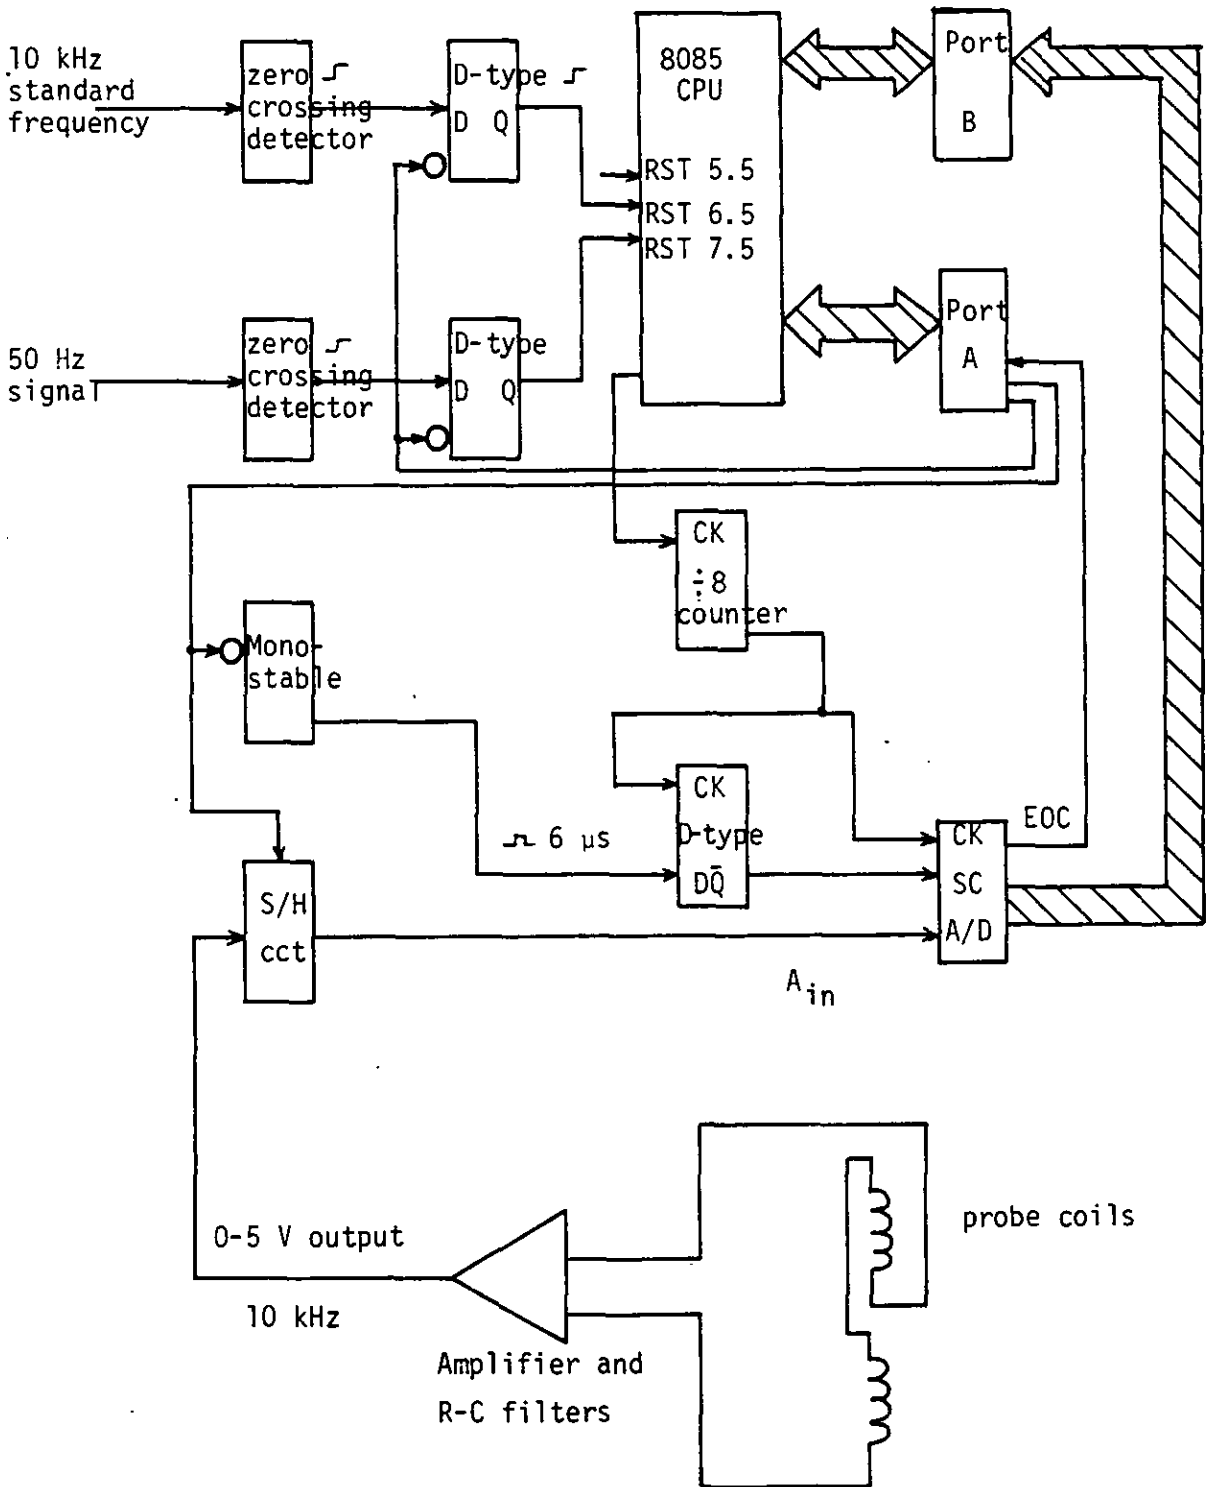 10 kHz
standard
frequency
zero
crossing
detector
D-type
D Q
8085
CPU
RST 5.5
RST 6.5
RST 7.5
Port
B
50 Hz
signal
zero
crossing
detector
D-type
D Q
Port
A
CK
÷8
counter
Mono-
stable
6 μs
CK
D-type
DQ̄
EOC
CK
SC
A/D
S/H
cct
A_in
0-5 V output
10 kHz
probe coils
Amplifier and
R-C filters